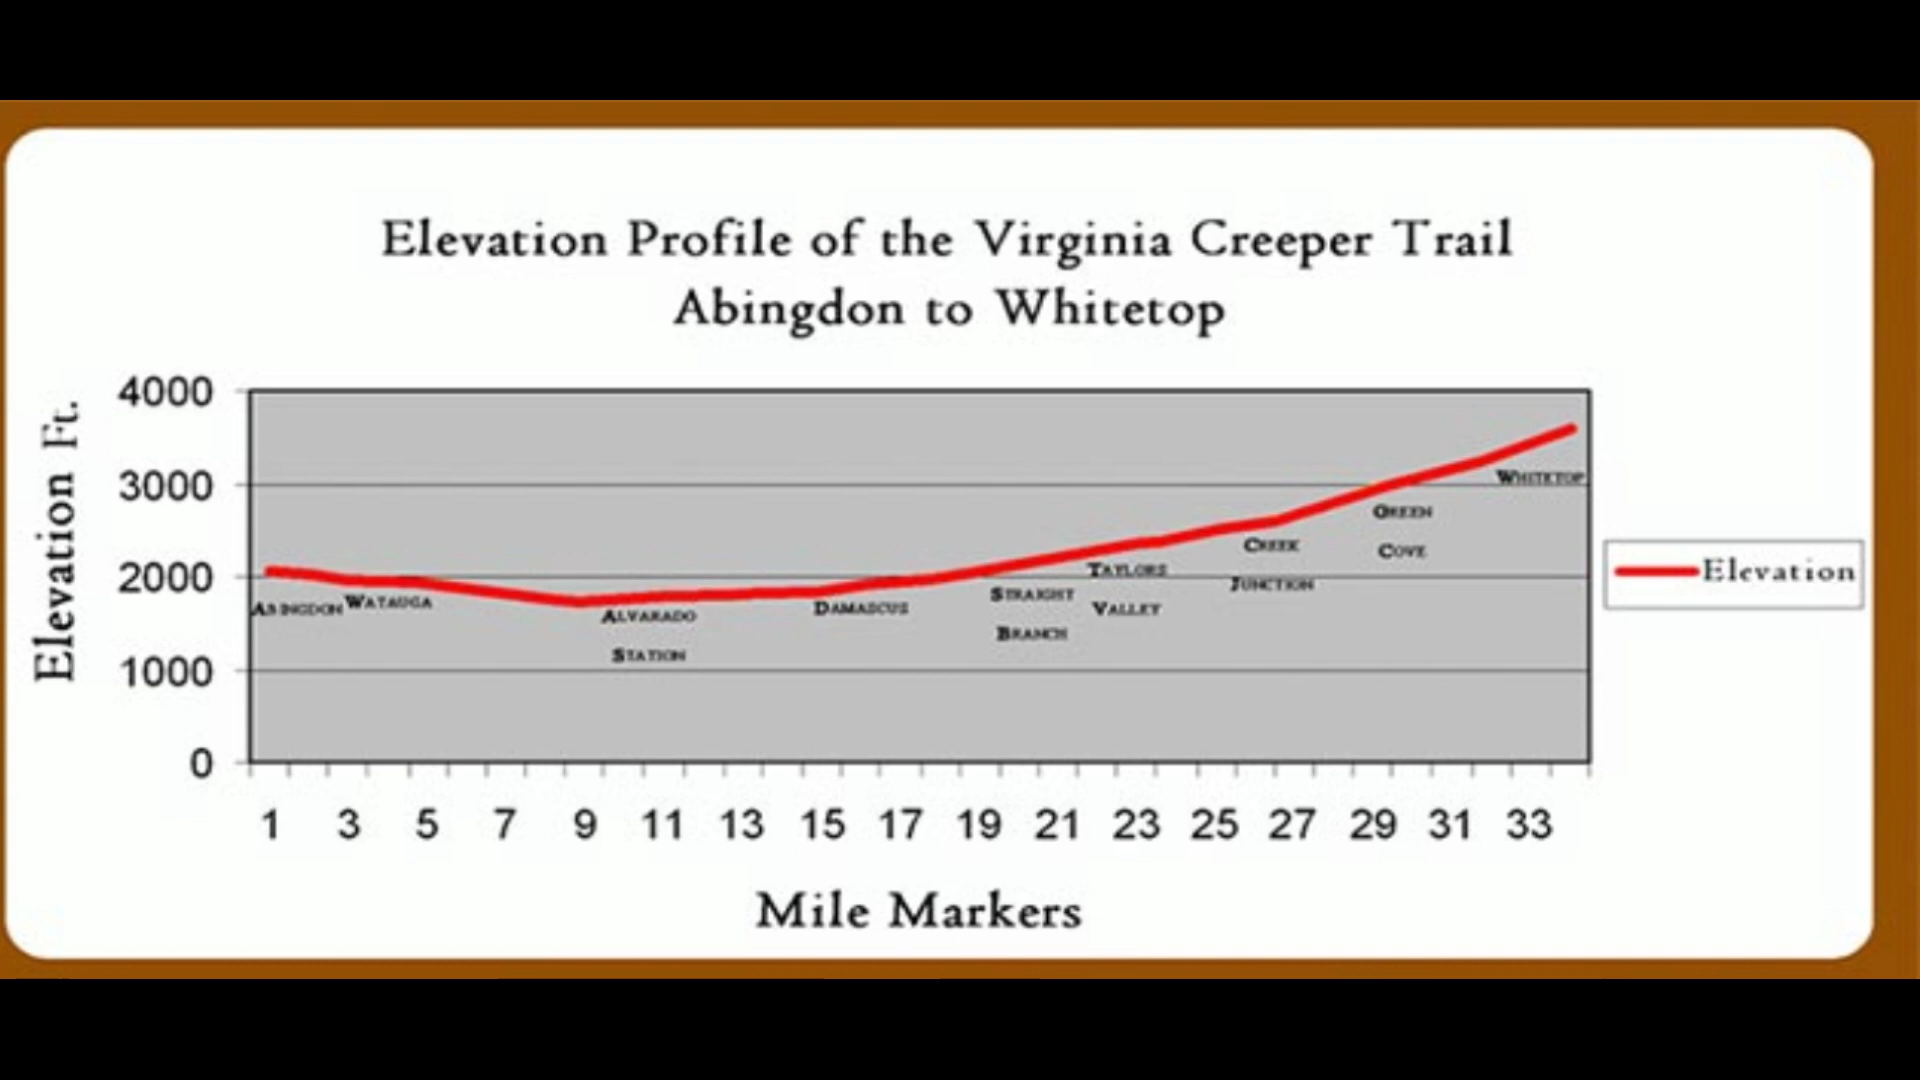 Elevation Profile of the Virginia Creeper Trail
Abingdon to Whitetop
Elevation Ft.
4000
3000
2000
1000
0
Abingdon
Watauga
Alvarado
Station
Damascus
Straight
Branch
Taylors
Valley
Creek
Junction
Green
Cove
Whitetop
Elevation
1 3 5 7 9 11 13 15 17 19 21 23 25 27 29 31 33
Mile Markers